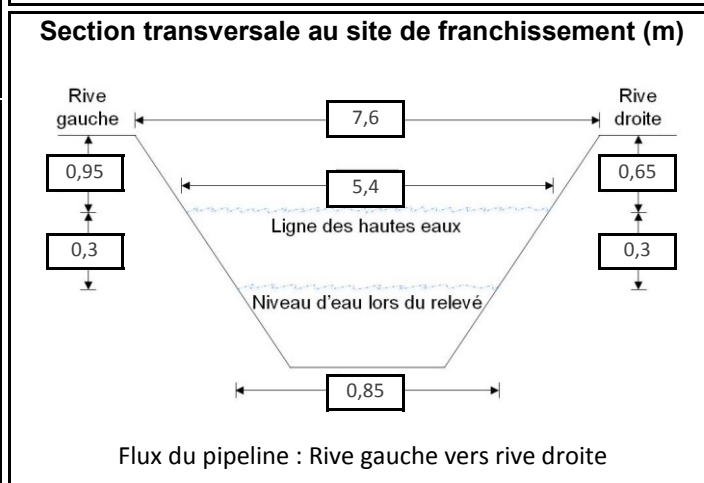 Section transversale au site de franchissement (m)
Rive
gauche
7,6
Rive
droite
0,95
5,4
0,65
Ligne des hautes eaux
0,3
0,3
Niveau d'eau lors du relevé
0,85
Flux du pipeline : Rive gauche vers rive droite